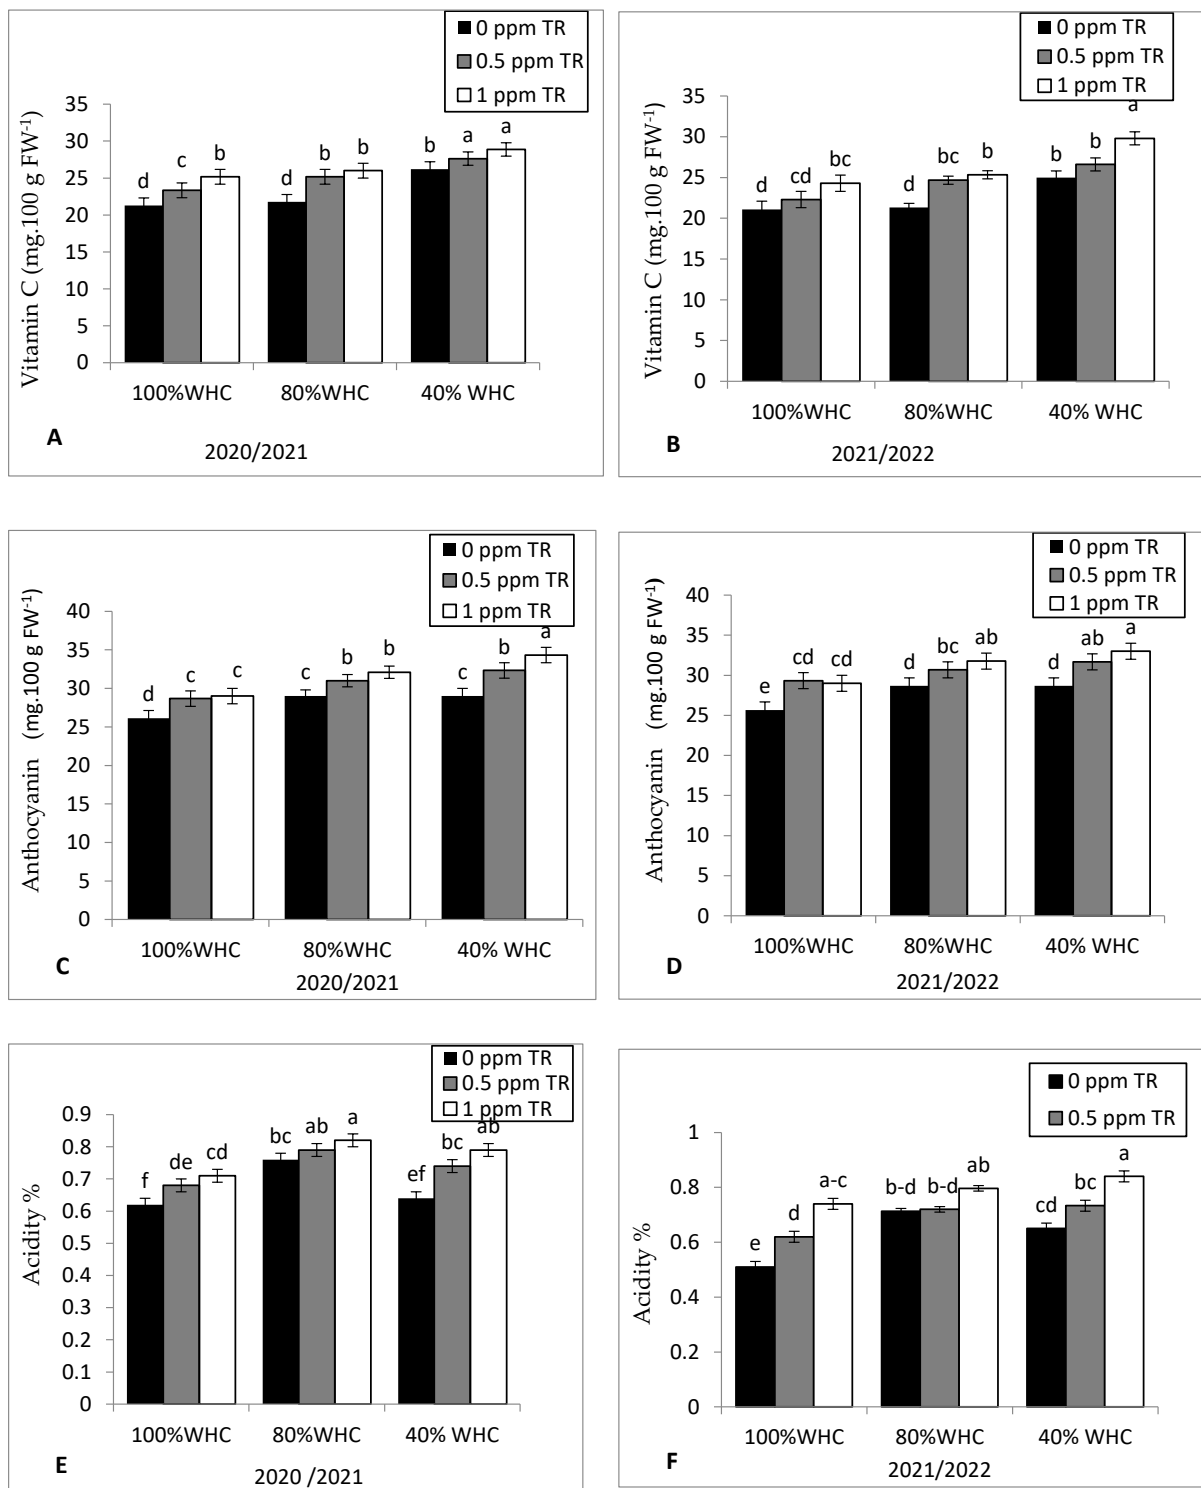 0 ppm TR
0.5 ppm TR
1 ppm TR
Vitamin C (mg.100 g FW-1)
35
30
25
20
15
10
5
0
d
c
b
d
b
b
b
a
a
100%WHC
80%WHC
40% WHC
A
2020/2021
0 ppm TR
0.5 ppm TR
1 ppm TR
Vitamin C (mg.100 g FW-1)
35
30
25
20
15
10
5
0
d
cd
bc
d
bc
b
b
b
a
100%WHC
80%WHC
40% WHC
B
2021/2022
0 ppm TR
0.5 ppm TR
1 ppm TR
Anthocyanin (mg.100 g FW-1)
40
35
30
25
20
15
10
5
0
d
c
c
c
b
b
c
b
a
100%WHC
80%WHC
40% WHC
C
2020/2021
0 ppm TR
0.5 ppm TR
1 ppm TR
Anthocyanin (mg.100 g FW-1)
40
35
30
25
20
15
10
5
0
e
cd
cd
d
bc
ab
d
ab
a
100%WHC
80%WHC
40% WHC
D
2021/2022
0 ppm TR
0.5 ppm TR
1 ppm TR
Acidity %
0.9
0.8
0.7
0.6
0.5
0.4
0.3
0.2
0.1
0
f
de
cd
bc
ab
a
ef
bc
ab
100%WHC
80%WHC
40% WHC
E
2020 /2021
0 ppm TR
0.5 ppm TR
Acidity %
1
0.8
0.6
0.4
0.2
0
e
d
a-c
b-d
b-d
ab
cd
bc
a
100%WHC
80%WHC
40% WHC
F
2021/2022